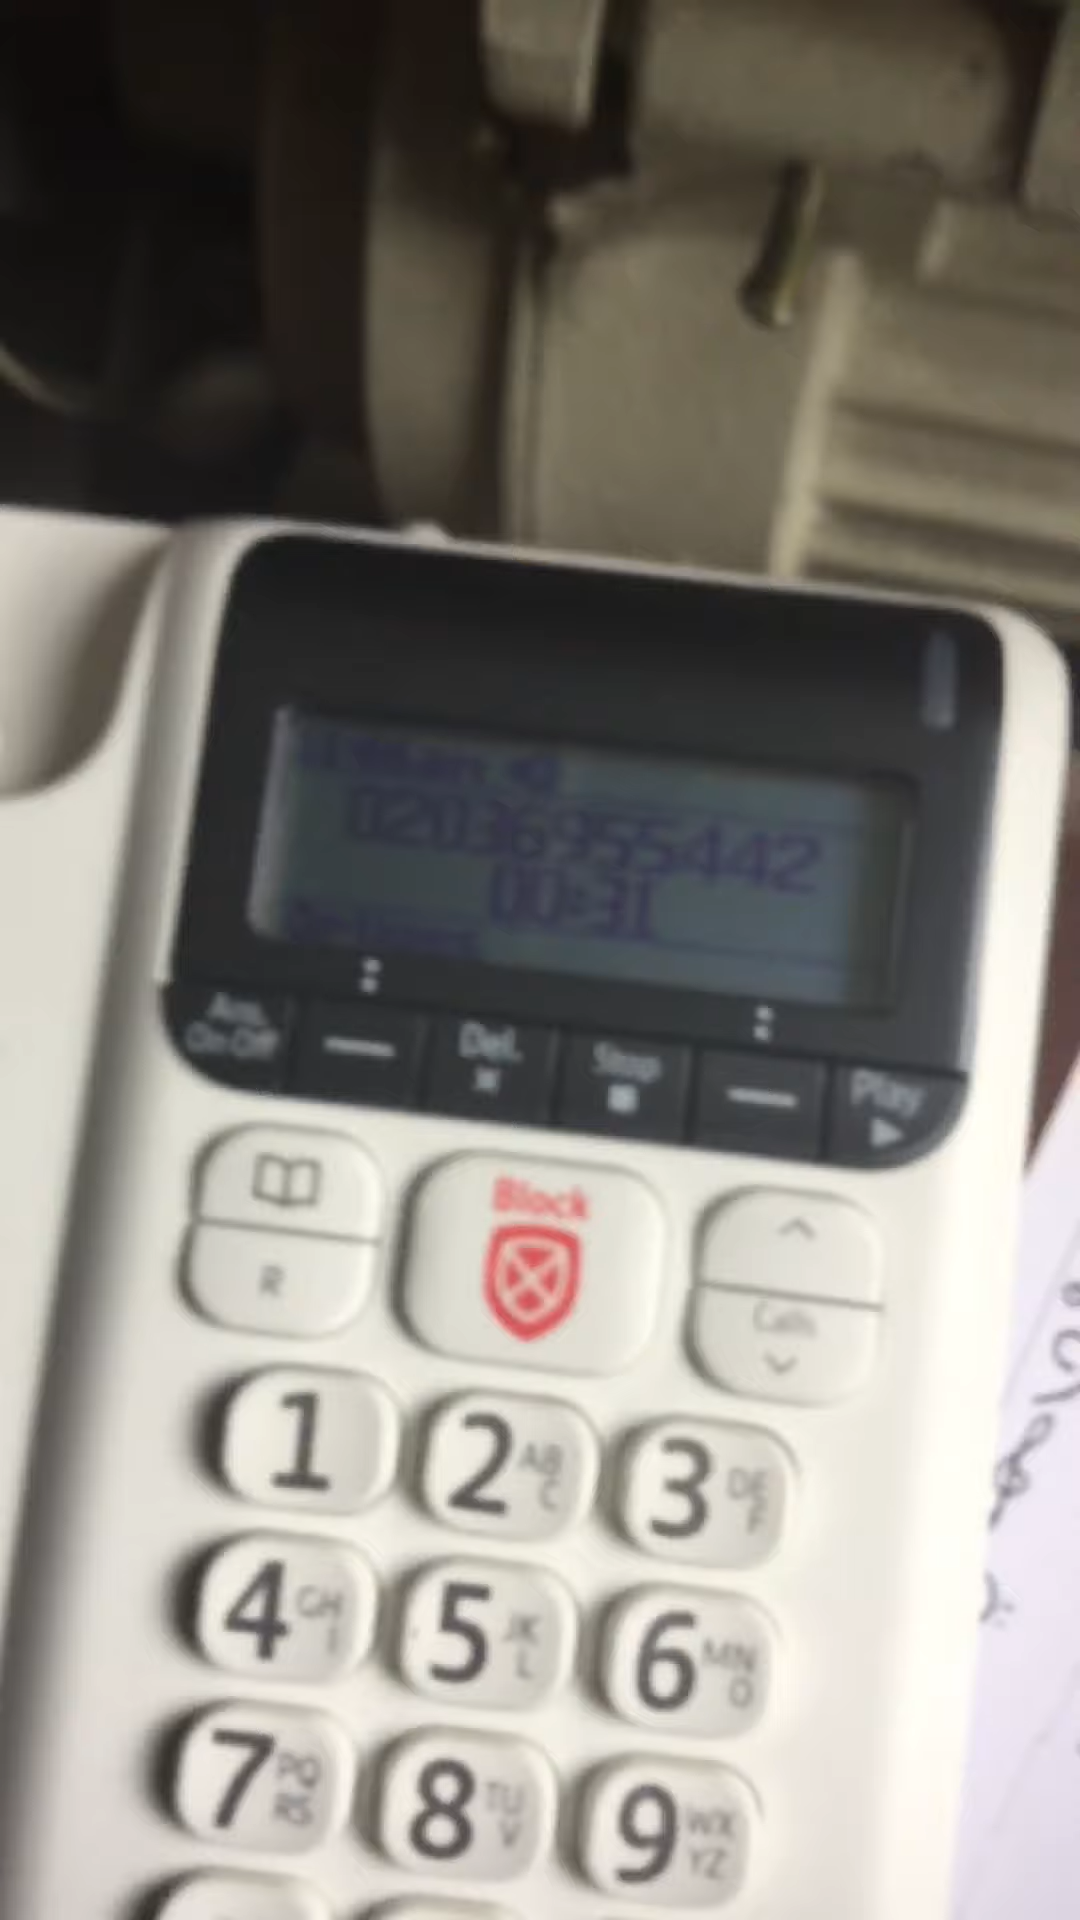 02036955442
00:31
Ans.
On Off
Del.
Stop
Play
Block
R
Calls
1
2 ABC
3 DEF
4 GHI
5 JKL
6 MNO
7 PQRS
8 TUV
9 WXYZ